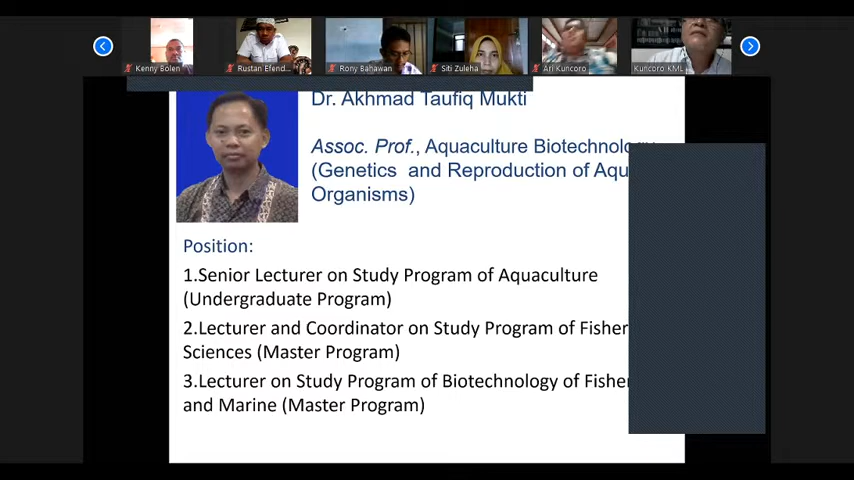 Kenny Bolen
Rustan Efend...
Rony Bahawan
Siti Zuleha
Ari Kuncoro
Kuncoro KML
Dr. Akhmad Taufiq Mukti
Assoc. Prof., Aquaculture Biotechnology
(Genetics and Reproduction of Aqu
Organisms)
Position:
1.Senior Lecturer on Study Program of Aquaculture
(Undergraduate Program)
2.Lecturer and Coordinator on Study Program of Fisher
Sciences (Master Program)
3.Lecturer on Study Program of Biotechnology of Fisher
and Marine (Master Program)